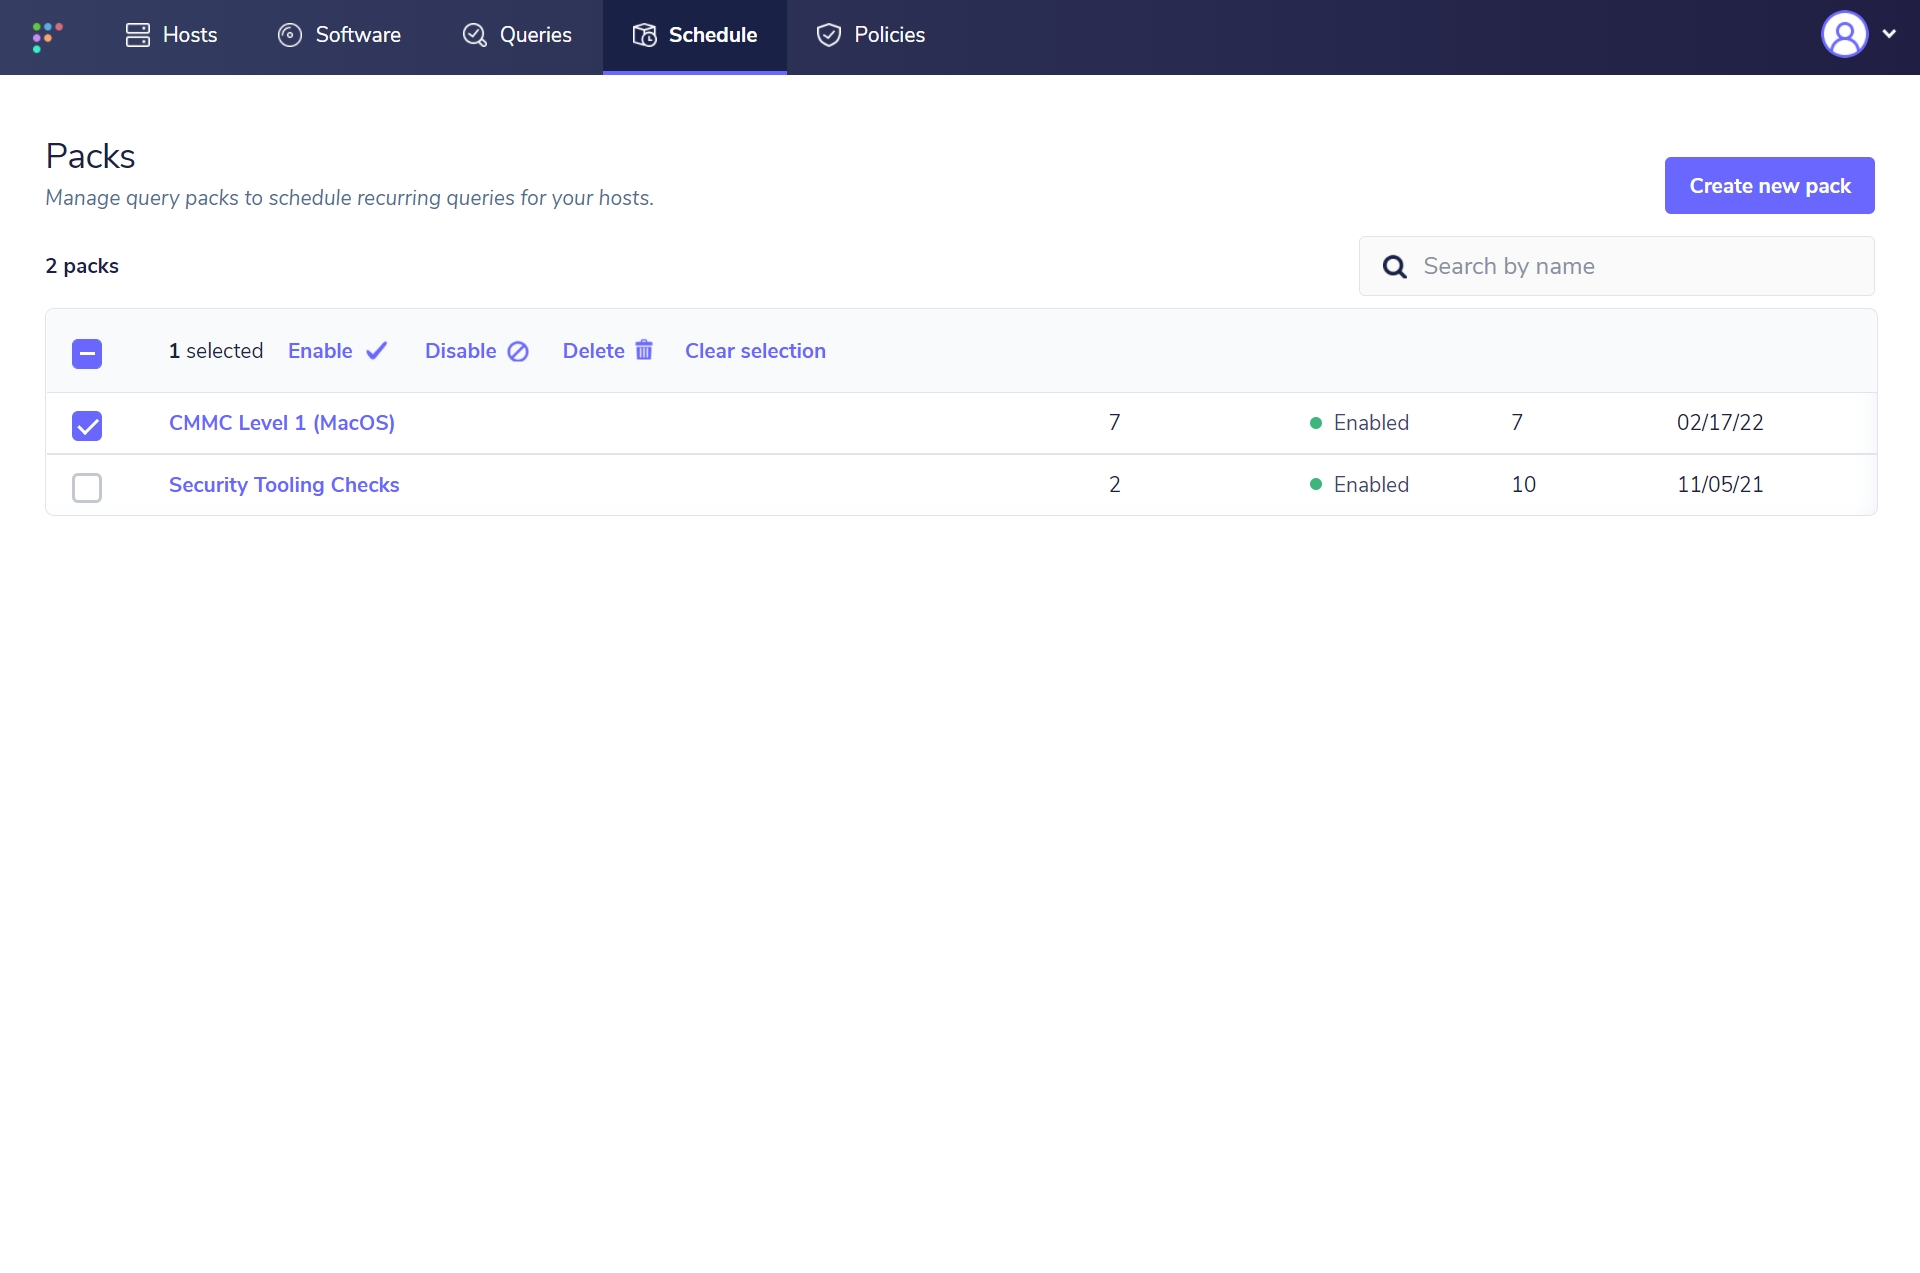 Hosts Software Queries Schedule Policies
Packs
Manage query packs to schedule recurring queries for your hosts.
Create new pack
2 packs
Search by name
1 selected Enable Disable Delete Clear selection
CMMC Level 1 (MacOS) 7 Enabled 7 02/17/22
Security Tooling Checks 2 Enabled 10 11/05/21